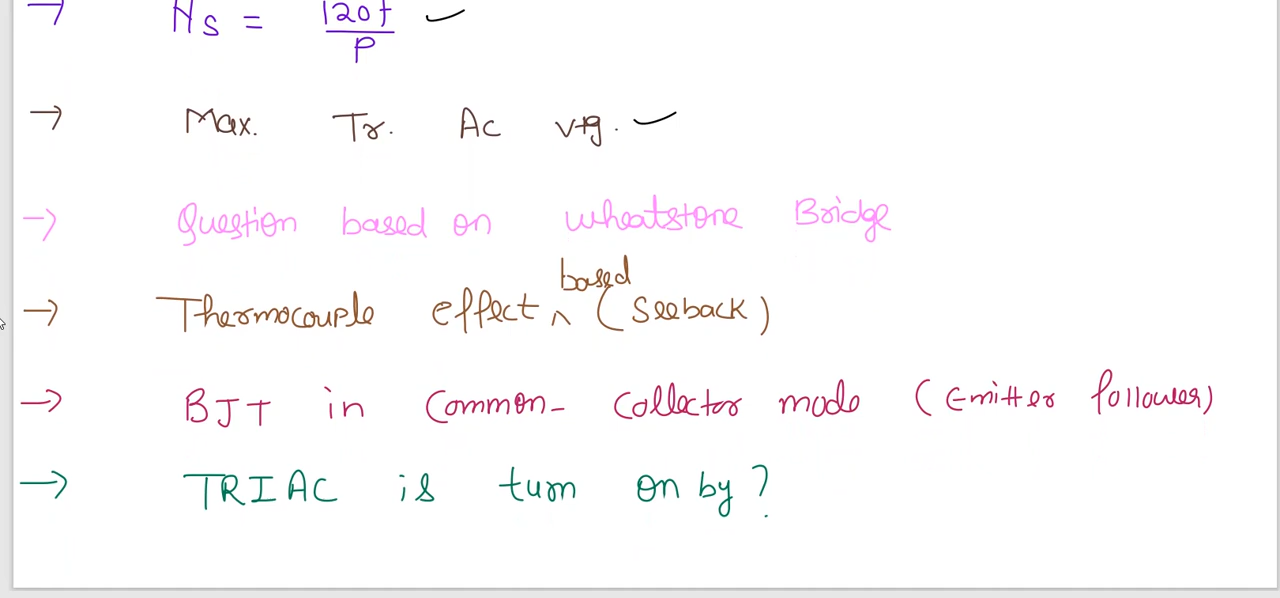 → Ns = 120f / P ✓
→ Max. Tr. Ac vtg. ✓
→ Question based on wheatstone Bridge
→ Thermocouple effect ^ based (Seeback)
→ BJT in Common- Collector mode (Emitter follower)
→ TRIAC is turn on by?